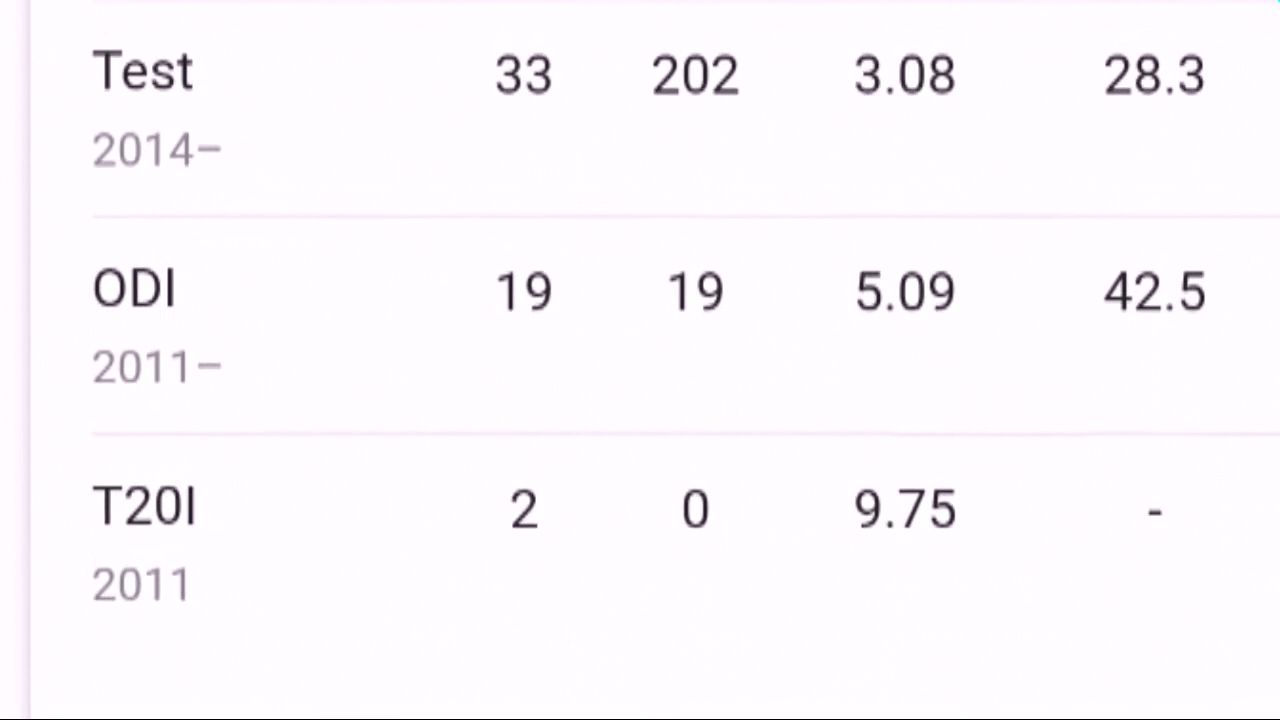 Test 33 202 3.08 28.3
2014–
ODI 19 19 5.09 42.5
2011–
T20I 2 0 9.75 -
2011